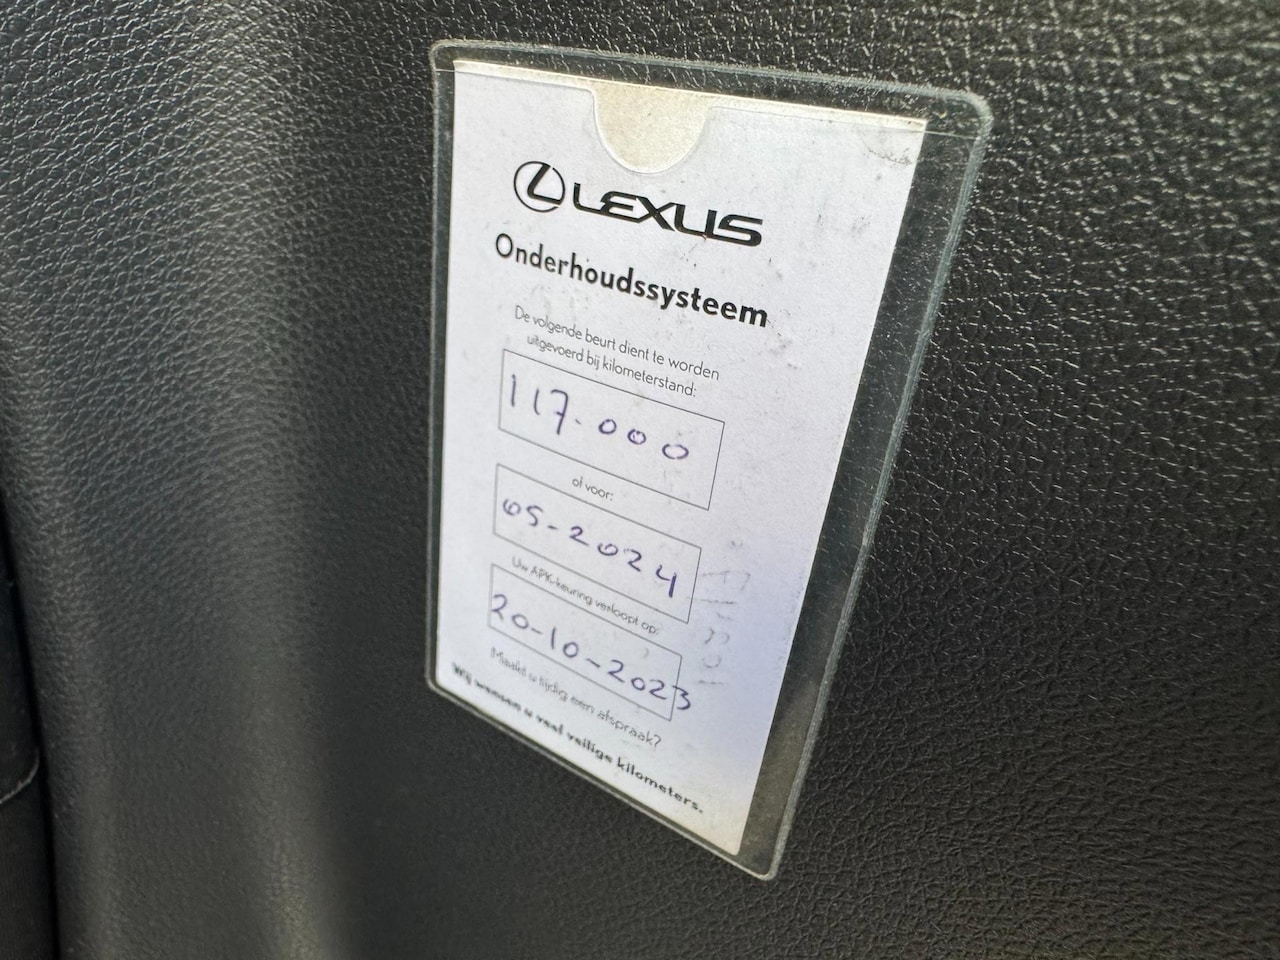 LEXUS
Onderhoudssysteem
De volgende beurt dient te worden
uitgevoerd bij kilometerstand:
117.000
of voor:
05-2024
Uw APK-keuring verloopt op:
20-10-2023
Maakt u tijdig een afspraak?
Wij wensen u veel veilige kilometers.